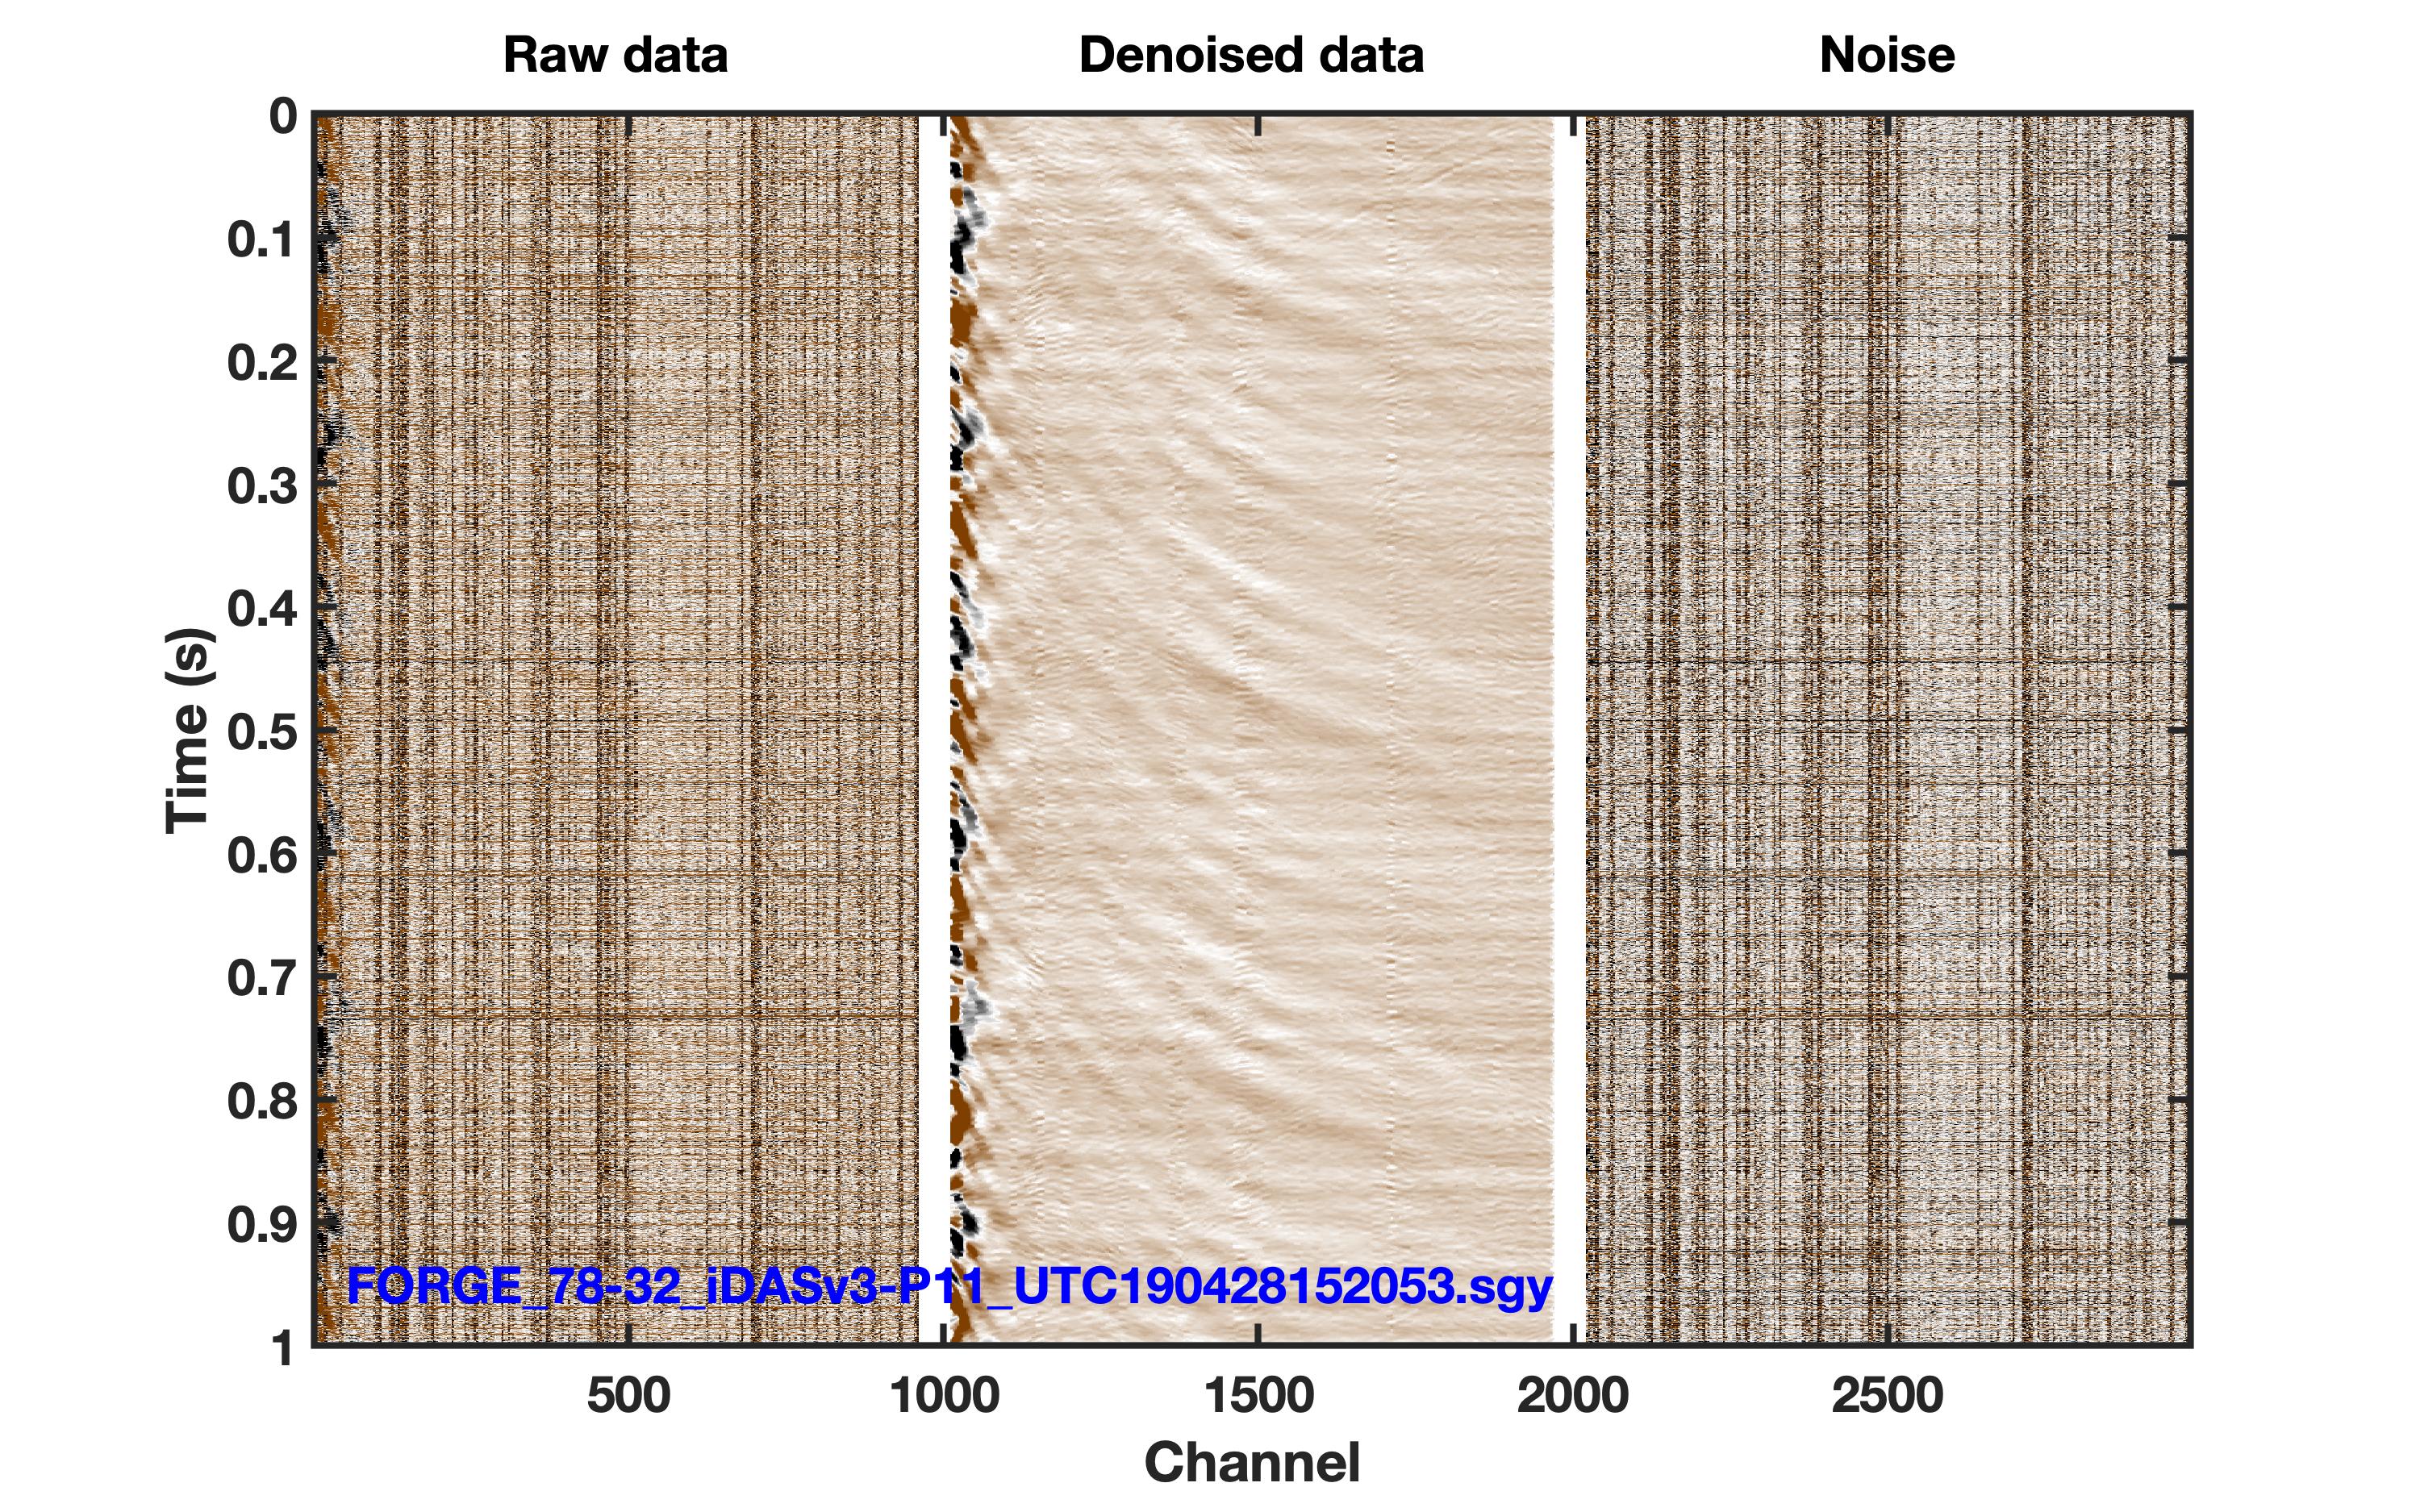 Raw data
Denoised data
Noise
0
0.1
0.2
0.3
0.4
0.5
0.6
0.7
0.8
0.9
1
Time (s)
FORGE_78-32_iDASv3-P11_UTC190428152053.sgy
500
1000
1500
2000
2500
Channel